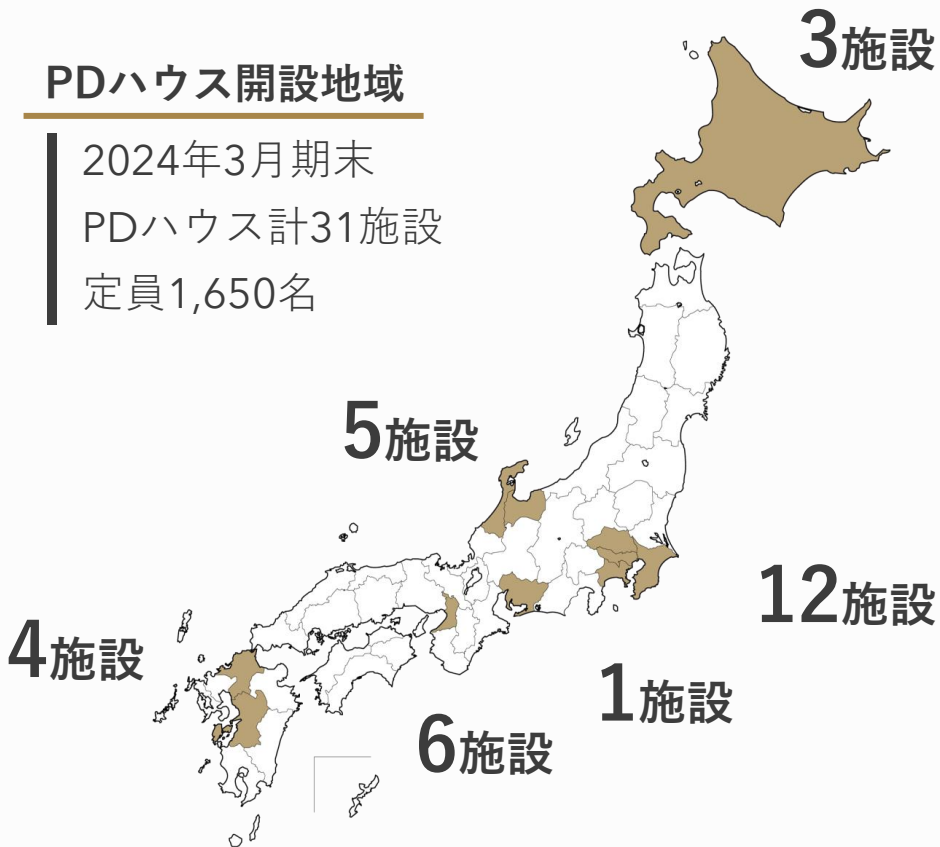 PDハウス開設地域
2024年3月期末
PDハウス計31施設
定員1,650名
3施設
5施設
12施設
4施設
1施設
6施設